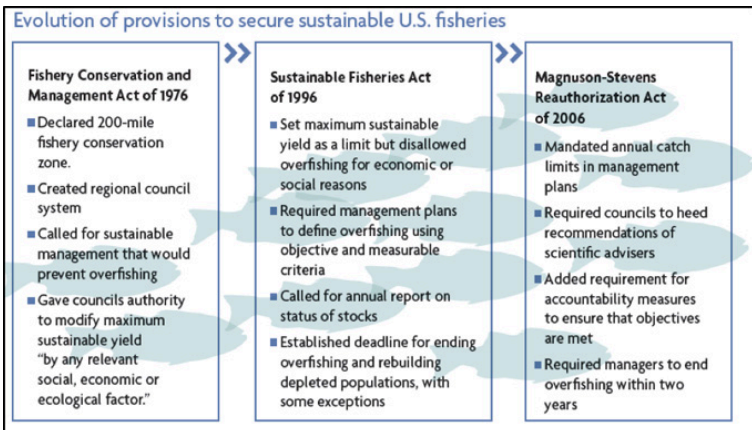 Evolution of provisions to secure sustainable U.S. fisheries
Fishery Conservation and
Management Act of 1976
■ Declared 200-mile
fishery conservation
zone.
■ Created regional council
system
■ Called for sustainable
management that would
prevent overfishing
■ Gave councils authority
to modify maximum
sustainable yield
“by any relevant
social, economic or
ecological factor.”
Sustainable Fisheries Act
of 1996
■ Set maximum sustainable
yield as a limit but disallowed
overfishing for economic or
social reasons
■ Required management plans
to define overfishing using
objective and measurable
criteria
■ Called for annual report on
status of stocks
■ Established deadline for ending
overfishing and rebuilding
depleted populations, with
some exceptions
Magnuson-Stevens
Reauthorization Act
of 2006
■ Mandated annual catch
limits in management
plans
■ Required councils to heed
recommendations of
scientific advisers
■ Added requirement for
accountability measures
to ensure that objectives
are met
■ Required managers to end
overfishing within two
years